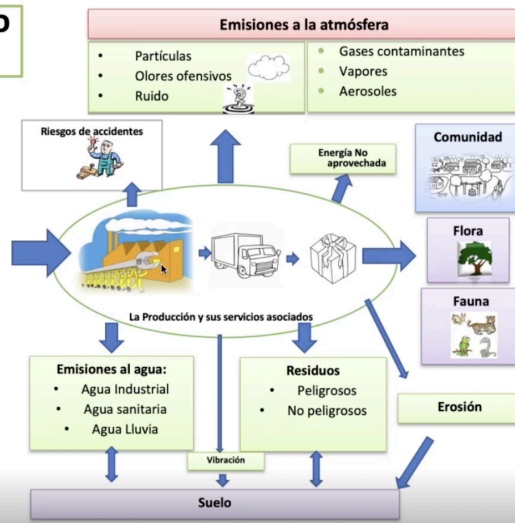 O
Emisiones a la atmósfera
• Partículas
• Olores ofensivos
• Ruido
• Gases contaminantes
• Vapores
• Aerosoles
Riesgos de accidentes
Energía No
aprovechada
Comunidad
Flora
Fauna
La Producción y sus servicios asociados
Emisiones al agua:
• Agua Industrial
• Agua sanitaria
• Agua Lluvia
Residuos
• Peligrosos
• No peligrosos
Erosión
Vibración
Suelo